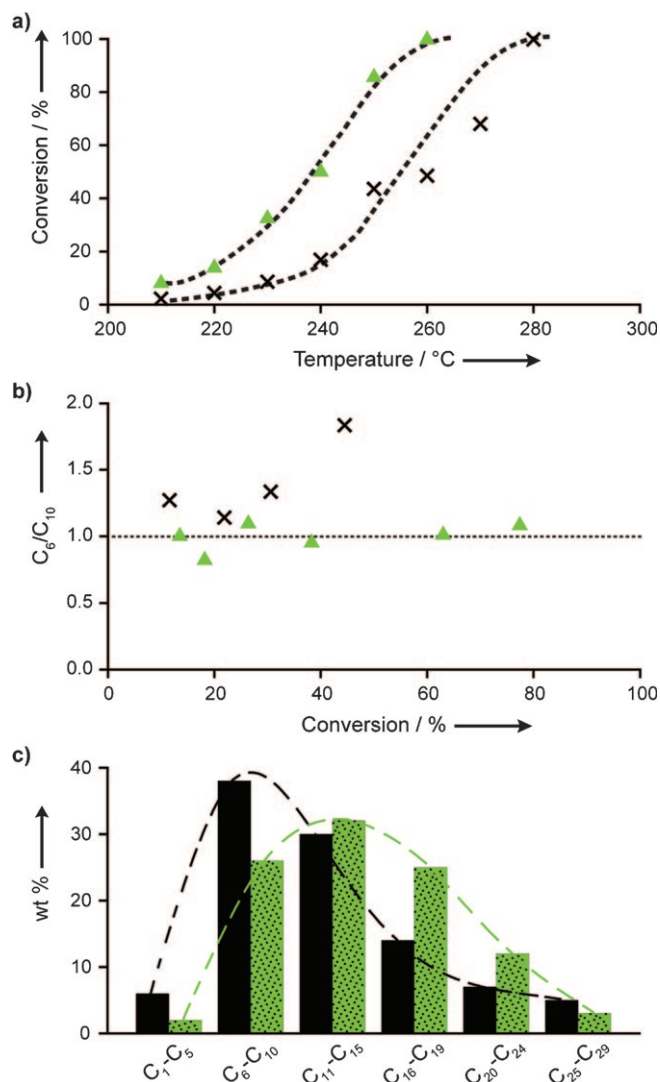 a)
100
80
60
40
20
0
Conversion / %
200 220 240 260 280 300
Temperature / °C
b)
2.0
1.5
1.0
0.5
0.0
C₆/C₁₀
0 20 40 60 80 100
Conversion / %
c)
40
30
20
10
0
wt %
C₁-C₅ C₆-C₁₀ C₁₁-C₁₅ C₁₆-C₁₉ C₂₀-C₂₄ C₂₅-C₂₉